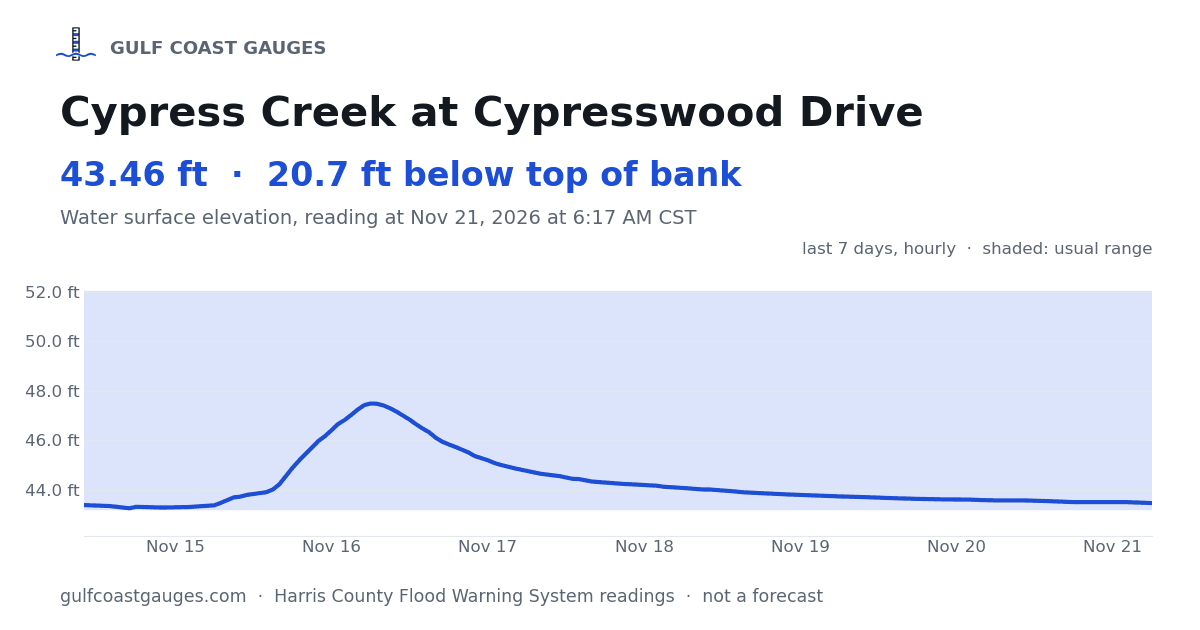 GULF COAST GAUGES
Cypress Creek at Cypresswood Drive
43.46 ft · 20.7 ft below top of bank
Water surface elevation, reading at Nov 21, 2026 at 6:17 AM CST
last 7 days, hourly · shaded: usual range
52.0 ft
50.0 ft
48.0 ft
46.0 ft
44.0 ft
Nov 15 Nov 16 Nov 17 Nov 18 Nov 19 Nov 20 Nov 21
gulfcoastgauges.com · Harris County Flood Warning System readings · not a forecast